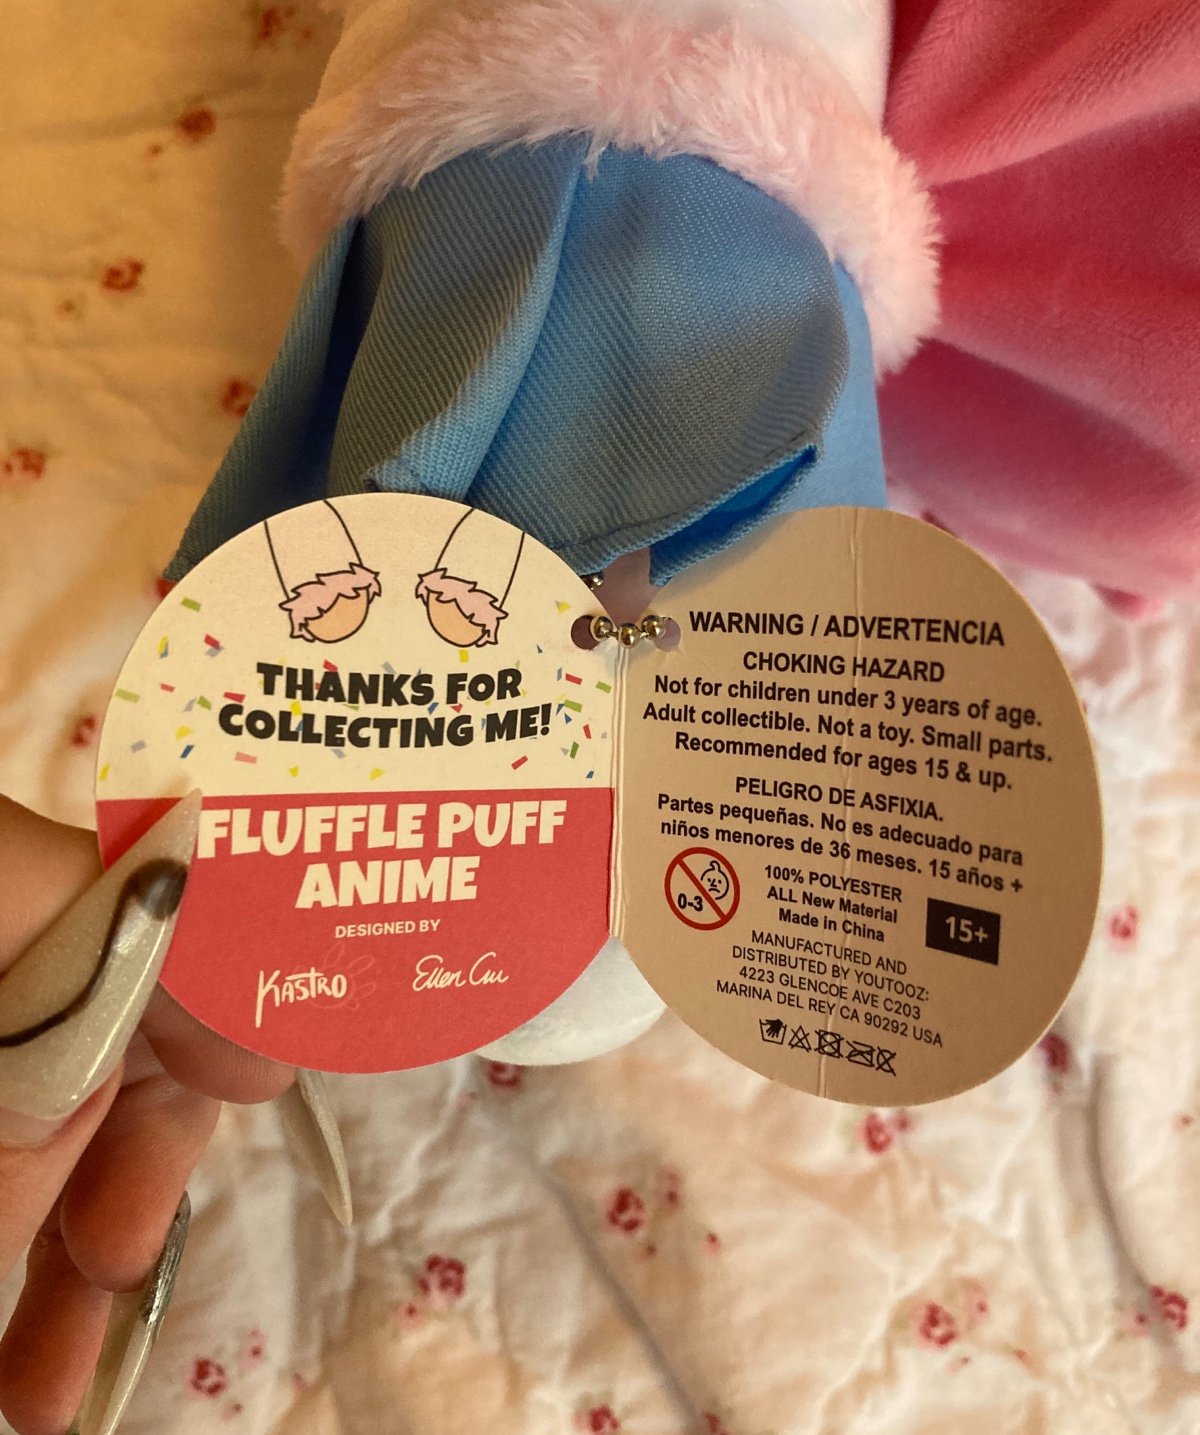 THANKS FOR
COLLECTING ME!
FLUFFLE PUFF
ANIME
DESIGNED BY
KASTRO
Ellen Cui
WARNING / ADVERTENCIA
CHOKING HAZARD
Not for children under 3 years of age.
Adult collectible. Not a toy. Small parts.
Recommended for ages 15 & up.
PELIGRO DE ASFIXIA.
Partes pequeñas. No es adecuado para
niños menores de 36 meses. 15 años +
0-3
100% POLYESTER
ALL New Material
Made in China
15+
MANUFACTURED AND
DISTRIBUTED BY YOUTOOZ:
4223 GLENCOE AVE C203
MARINA DEL REY CA 90292 USA